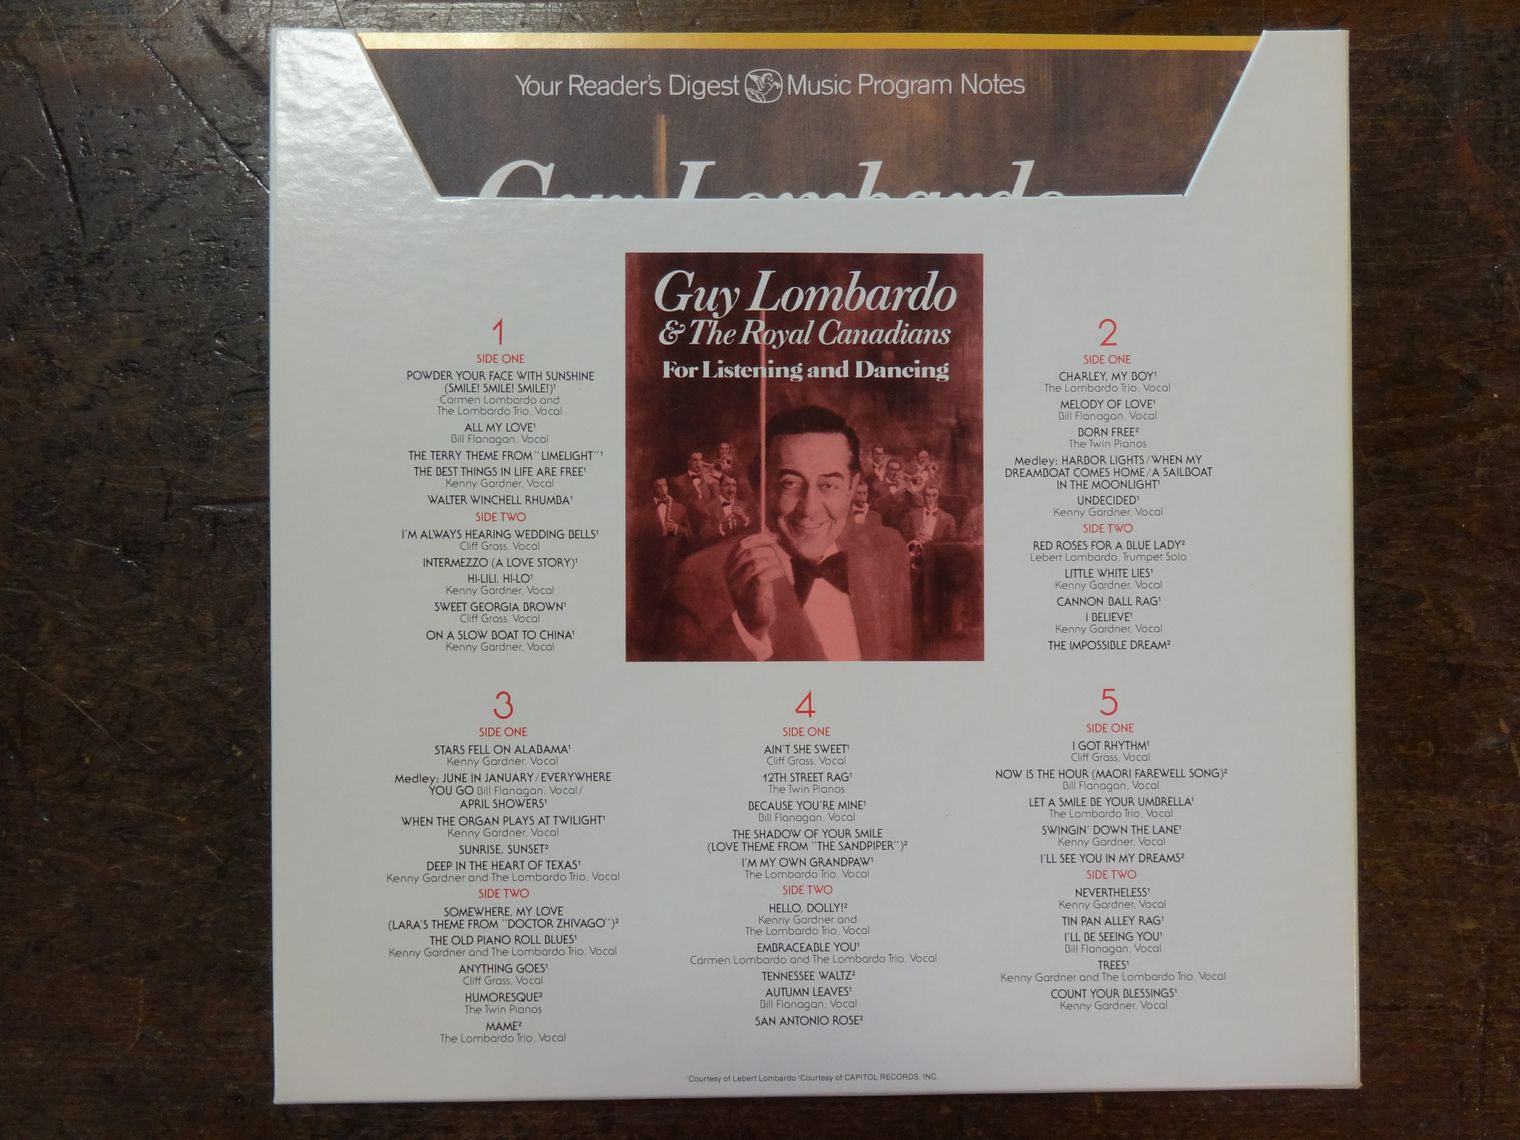 Your Reader's Digest Music Program Notes
Guy Lombardo
Guy Lombardo
& The Royal Canadians
For Listening and Dancing
1
SIDE ONE
POWDER YOUR FACE WITH SUNSHINE
(SMILE! SMILE! SMILE!)¹
Carmen Lombardo and
The Lombardo Trio, Vocal
ALL MY LOVE¹
Bill Flanagan, Vocal
THE TERRY THEME FROM "LIMELIGHT"¹
THE BEST THINGS IN LIFE ARE FREE¹
Kenny Gardner, Vocal
WALTER WINCHELL RHUMBA¹
SIDE TWO
I'M ALWAYS HEARING WEDDING BELLS¹
Cliff Grass, Vocal
INTERMEZZO (A LOVE STORY)¹
HI-LILI, HI-LO¹
Kenny Gardner, Vocal
SWEET GEORGIA BROWN¹
Cliff Grass, Vocal
ON A SLOW BOAT TO CHINA¹
Kenny Gardner, Vocal
2
SIDE ONE
CHARLEY, MY BOY¹
The Lombardo Trio, Vocal
MELODY OF LOVE¹
Bill Flanagan, Vocal
BORN FREE²
The Twin Pianos
Medley: HARBOR LIGHTS/WHEN MY
DREAMBOAT COMES HOME/A SAILBOAT
IN THE MOONLIGHT¹
UNDECIDED¹
Kenny Gardner, Vocal
SIDE TWO
RED ROSES FOR A BLUE LADY²
Lebert Lombardo, Trumpet Solo
LITTLE WHITE LIES¹
Kenny Gardner, Vocal
CANNON BALL RAG¹
I BELIEVE¹
Kenny Gardner, Vocal
THE IMPOSSIBLE DREAM²
3
SIDE ONE
STARS FELL ON ALABAMA¹
Kenny Gardner, Vocal
Medley: JUNE IN JANUARY/EVERYWHERE
YOU GO Bill Flanagan, Vocal/
APRIL SHOWERS¹
WHEN THE ORGAN PLAYS AT TWILIGHT¹
Kenny Gardner, Vocal
SUNRISE, SUNSET²
DEEP IN THE HEART OF TEXAS¹
Kenny Gardner and The Lombardo Trio, Vocal
SIDE TWO
SOMEWHERE, MY LOVE
(LARA'S THEME FROM "DOCTOR ZHIVAGO")²
THE OLD PIANO ROLL BLUES¹
Kenny Gardner and The Lombardo Trio, Vocal
ANYTHING GOES¹
Cliff Grass, Vocal
HUMORESQUE²
The Twin Pianos
MAME²
The Lombardo Trio, Vocal
4
SIDE ONE
AIN'T SHE SWEET¹
Cliff Grass, Vocal
12TH STREET RAG¹
The Twin Pianos
BECAUSE YOU'RE MINE¹
Bill Flanagan, Vocal
THE SHADOW OF YOUR SMILE
(LOVE THEME FROM "THE SANDPIPER")²
I'M MY OWN GRANDPAW¹
The Lombardo Trio, Vocal
SIDE TWO
HELLO, DOLLY!²
Kenny Gardner and
The Lombardo Trio, Vocal
EMBRACEABLE YOU¹
Carmen Lombardo and The Lombardo Trio, Vocal
TENNESSEE WALTZ²
AUTUMN LEAVES¹
Bill Flanagan, Vocal
SAN ANTONIO ROSE²
5
SIDE ONE
I GOT RHYTHM¹
Cliff Grass, Vocal
NOW IS THE HOUR (MAORI FAREWELL SONG)²
Bill Flanagan, Vocal
LET A SMILE BE YOUR UMBRELLA¹
The Lombardo Trio, Vocal
SWINGIN' DOWN THE LANE¹
Kenny Gardner, Vocal
I'LL SEE YOU IN MY DREAMS²
SIDE TWO
NEVERTHELESS¹
Kenny Gardner, Vocal
TIN PAN ALLEY RAG¹
I'LL BE SEEING YOU¹
Bill Flanagan, Vocal
TREES¹
Kenny Gardner and The Lombardo Trio, Vocal
COUNT YOUR BLESSINGS¹
Kenny Gardner, Vocal
¹Courtesy of Lebert Lombardo ²Courtesy of CAPITOL RECORDS, INC.